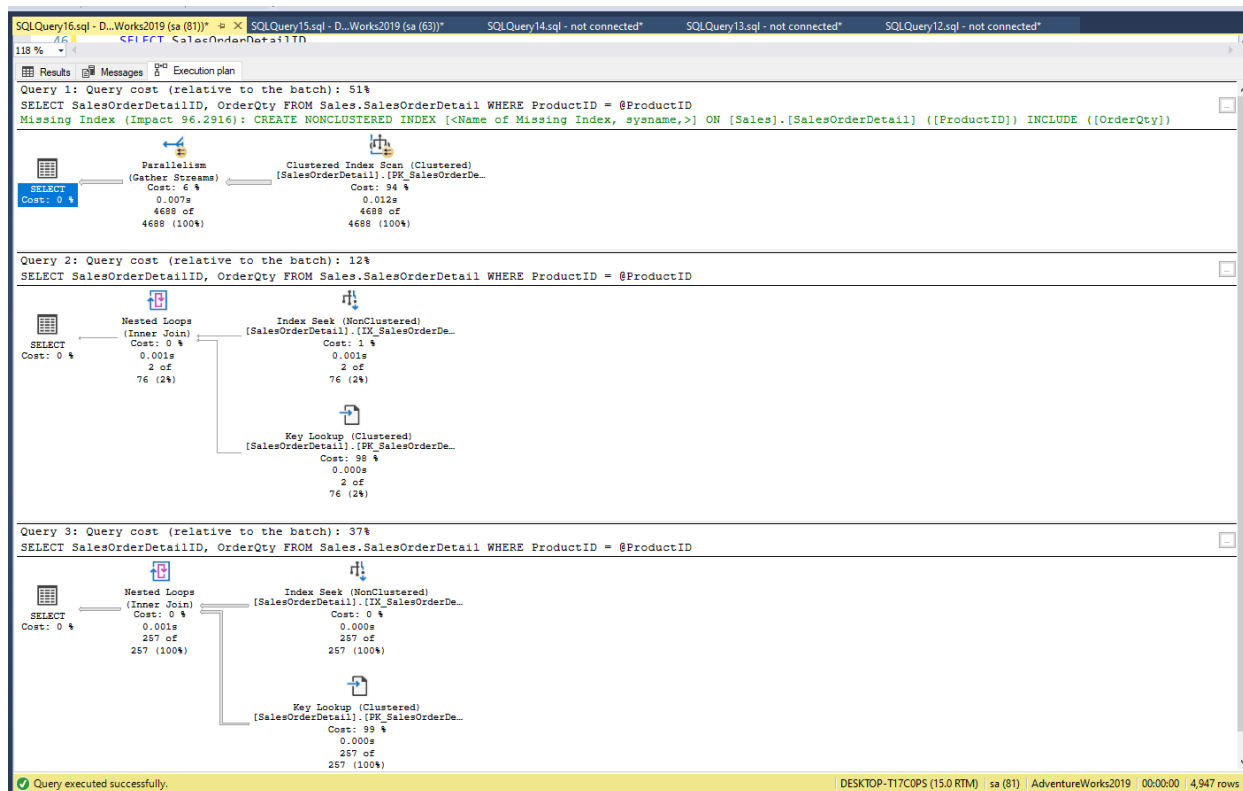 SQLQuery16.sql - D...Works2019 (sa (81))* SQLQuery15.sql - D...Works2019 (sa (63))* SQLQuery14.sql - not connected* SQLQuery13.sql - not connected* SQLQuery12.sql - not connected*
46 SELECT SalesOrderDetailID
118 %
Results Messages Execution plan
Query 1: Query cost (relative to the batch): 51%
SELECT SalesOrderDetailID, OrderQty FROM Sales.SalesOrderDetail WHERE ProductID = @ProductID
Missing Index (Impact 96.2916): CREATE NONCLUSTERED INDEX [<Name of Missing Index, sysname,>] ON [Sales].[SalesOrderDetail] ([ProductID]) INCLUDE ([OrderQty])
SELECT
Cost: 0 %
Parallelism
(Gather Streams)
Cost: 6 %
0.007s
4688 of
4688 (100%)
Clustered Index Scan (Clustered)
[SalesOrderDetail].[PK_SalesOrderDe...
Cost: 94 %
0.012s
4688 of
4688 (100%)
Query 2: Query cost (relative to the batch): 12%
SELECT SalesOrderDetailID, OrderQty FROM Sales.SalesOrderDetail WHERE ProductID = @ProductID
SELECT
Cost: 0 %
Nested Loops
(Inner Join)
Cost: 0 %
0.001s
2 of
76 (2%)
Index Seek (NonClustered)
[SalesOrderDetail].[IX_SalesOrderDe...
Cost: 1 %
0.001s
2 of
76 (2%)
Key Lookup (Clustered)
[SalesOrderDetail].[PK_SalesOrderDe...
Cost: 98 %
0.000s
2 of
76 (2%)
Query 3: Query cost (relative to the batch): 37%
SELECT SalesOrderDetailID, OrderQty FROM Sales.SalesOrderDetail WHERE ProductID = @ProductID
SELECT
Cost: 0 %
Nested Loops
(Inner Join)
Cost: 0 %
0.001s
257 of
257 (100%)
Index Seek (NonClustered)
[SalesOrderDetail].[IX_SalesOrderDe...
Cost: 0 %
0.000s
257 of
257 (100%)
Key Lookup (Clustered)
[SalesOrderDetail].[PK_SalesOrderDe...
Cost: 99 %
0.000s
257 of
257 (100%)
Query executed successfully. DESKTOP-T17C0PS (15.0 RTM) sa (81) AdventureWorks2019 00:00:00 4,947 rows